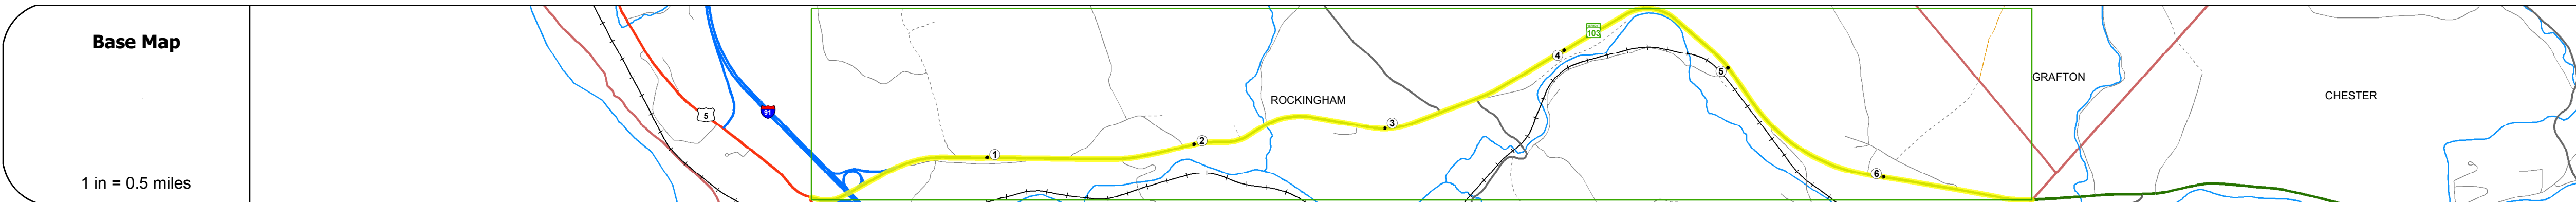 Base Map
1 in = 0.5 miles
5
91
1
2
ROCKINGHAM
3
4
103
5
6
GRAFTON
CHESTER